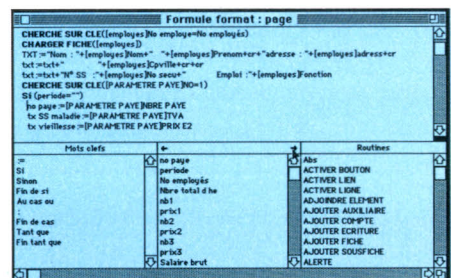 Formule format : page
CHERCHE SUR CLE([employes]No employe=No employés)
CHARGER FICHE([employes])
TXT:="Nom : "+[employes]Nom+" "+[employes]Prenom+cr+"adresse : "+[employes]adress+cr
txt:=txt+" "+[employes]Cpville+cr+cr
txt:=txt+"N° SS :"+[employes]No secu+" Emploi :"+[employes]Fonction
CHERCHE SUR CLE([PARAMETRE PAYE]NO=1)
Si (periode="")
no paye:=[PARAMETRE PAYE]NBRE PAYE
tx SS maladie:=[PARAMETRE PAYE]TVA
tx vieillesse:=[PARAMETRE PAYE]PRIX E2
Mots clefs
:=
Si
Sinon
Fin de si
Au cas ou
:
Fin de cas
Tant que
Fin tant que
no paye
periode
No employés
Nbre total d he
nb1
prix1
nb2
prix2
nb3
prix3
Salaire brut
Routines
Abs
ACTIVER BOUTON
ACTIVER LIEN
ACTIVER LIGNE
ADJOINDRE ELEMENT
AJOUTER AUXILIAIRE
AJOUTER COMPTE
AJOUTER ECRITURE
AJOUTER FICHE
AJOUTER SOUSFICHE
ALERTE